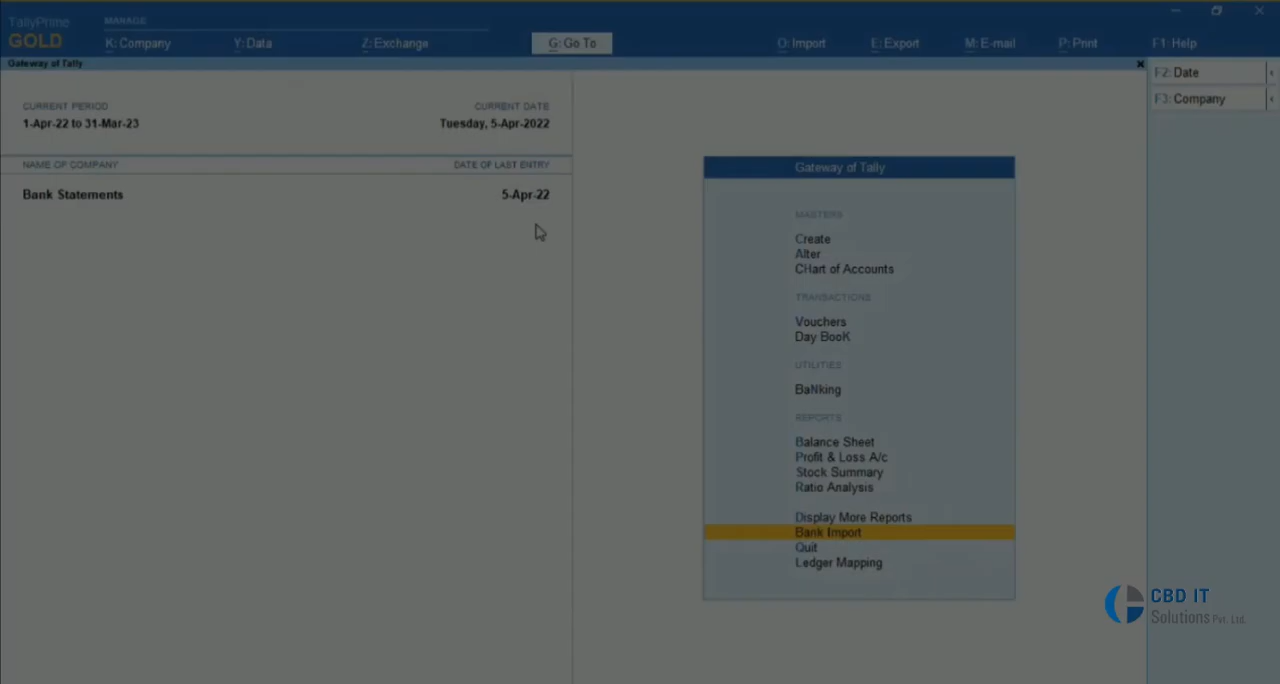 TallyPrime
GOLD
MANAGE
K: Company
Y: Data
Z: Exchange
G: Go To
O: Import
E: Export
M: E-mail
P: Print
F1: Help
Gateway of Tally
F2: Date
F3: Company
CURRENT PERIOD
CURRENT DATE
1-Apr-22 to 31-Mar-23
Tuesday, 5-Apr-2022
NAME OF COMPANY
DATE OF LAST ENTRY
Bank Statements
5-Apr-22
Gateway of Tally
MASTERS
Create
Alter
CHart of Accounts
TRANSACTIONS
Vouchers
Day BooK
UTILITIES
BaNking
REPORTS
Balance Sheet
Profit & Loss A/c
Stock Summary
Ratio Analysis
Display More Reports
Bank Import
Quit
Ledger Mapping
CBD IT
Solutions Pvt. Ltd.